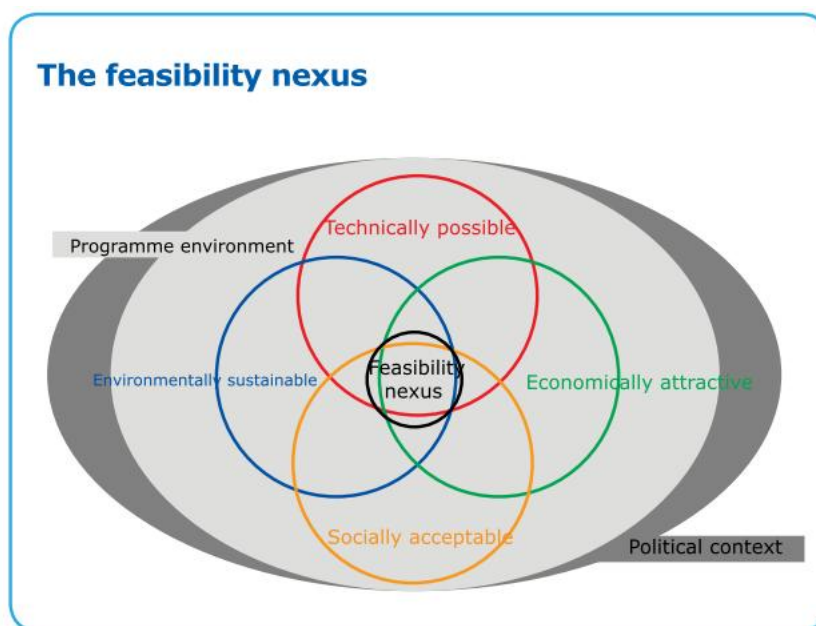 The feasibility nexus
Technically possible
Programme environment
Feasibility
nexus
Environmentally sustainable
Economically attractive
Socially acceptable
Political context